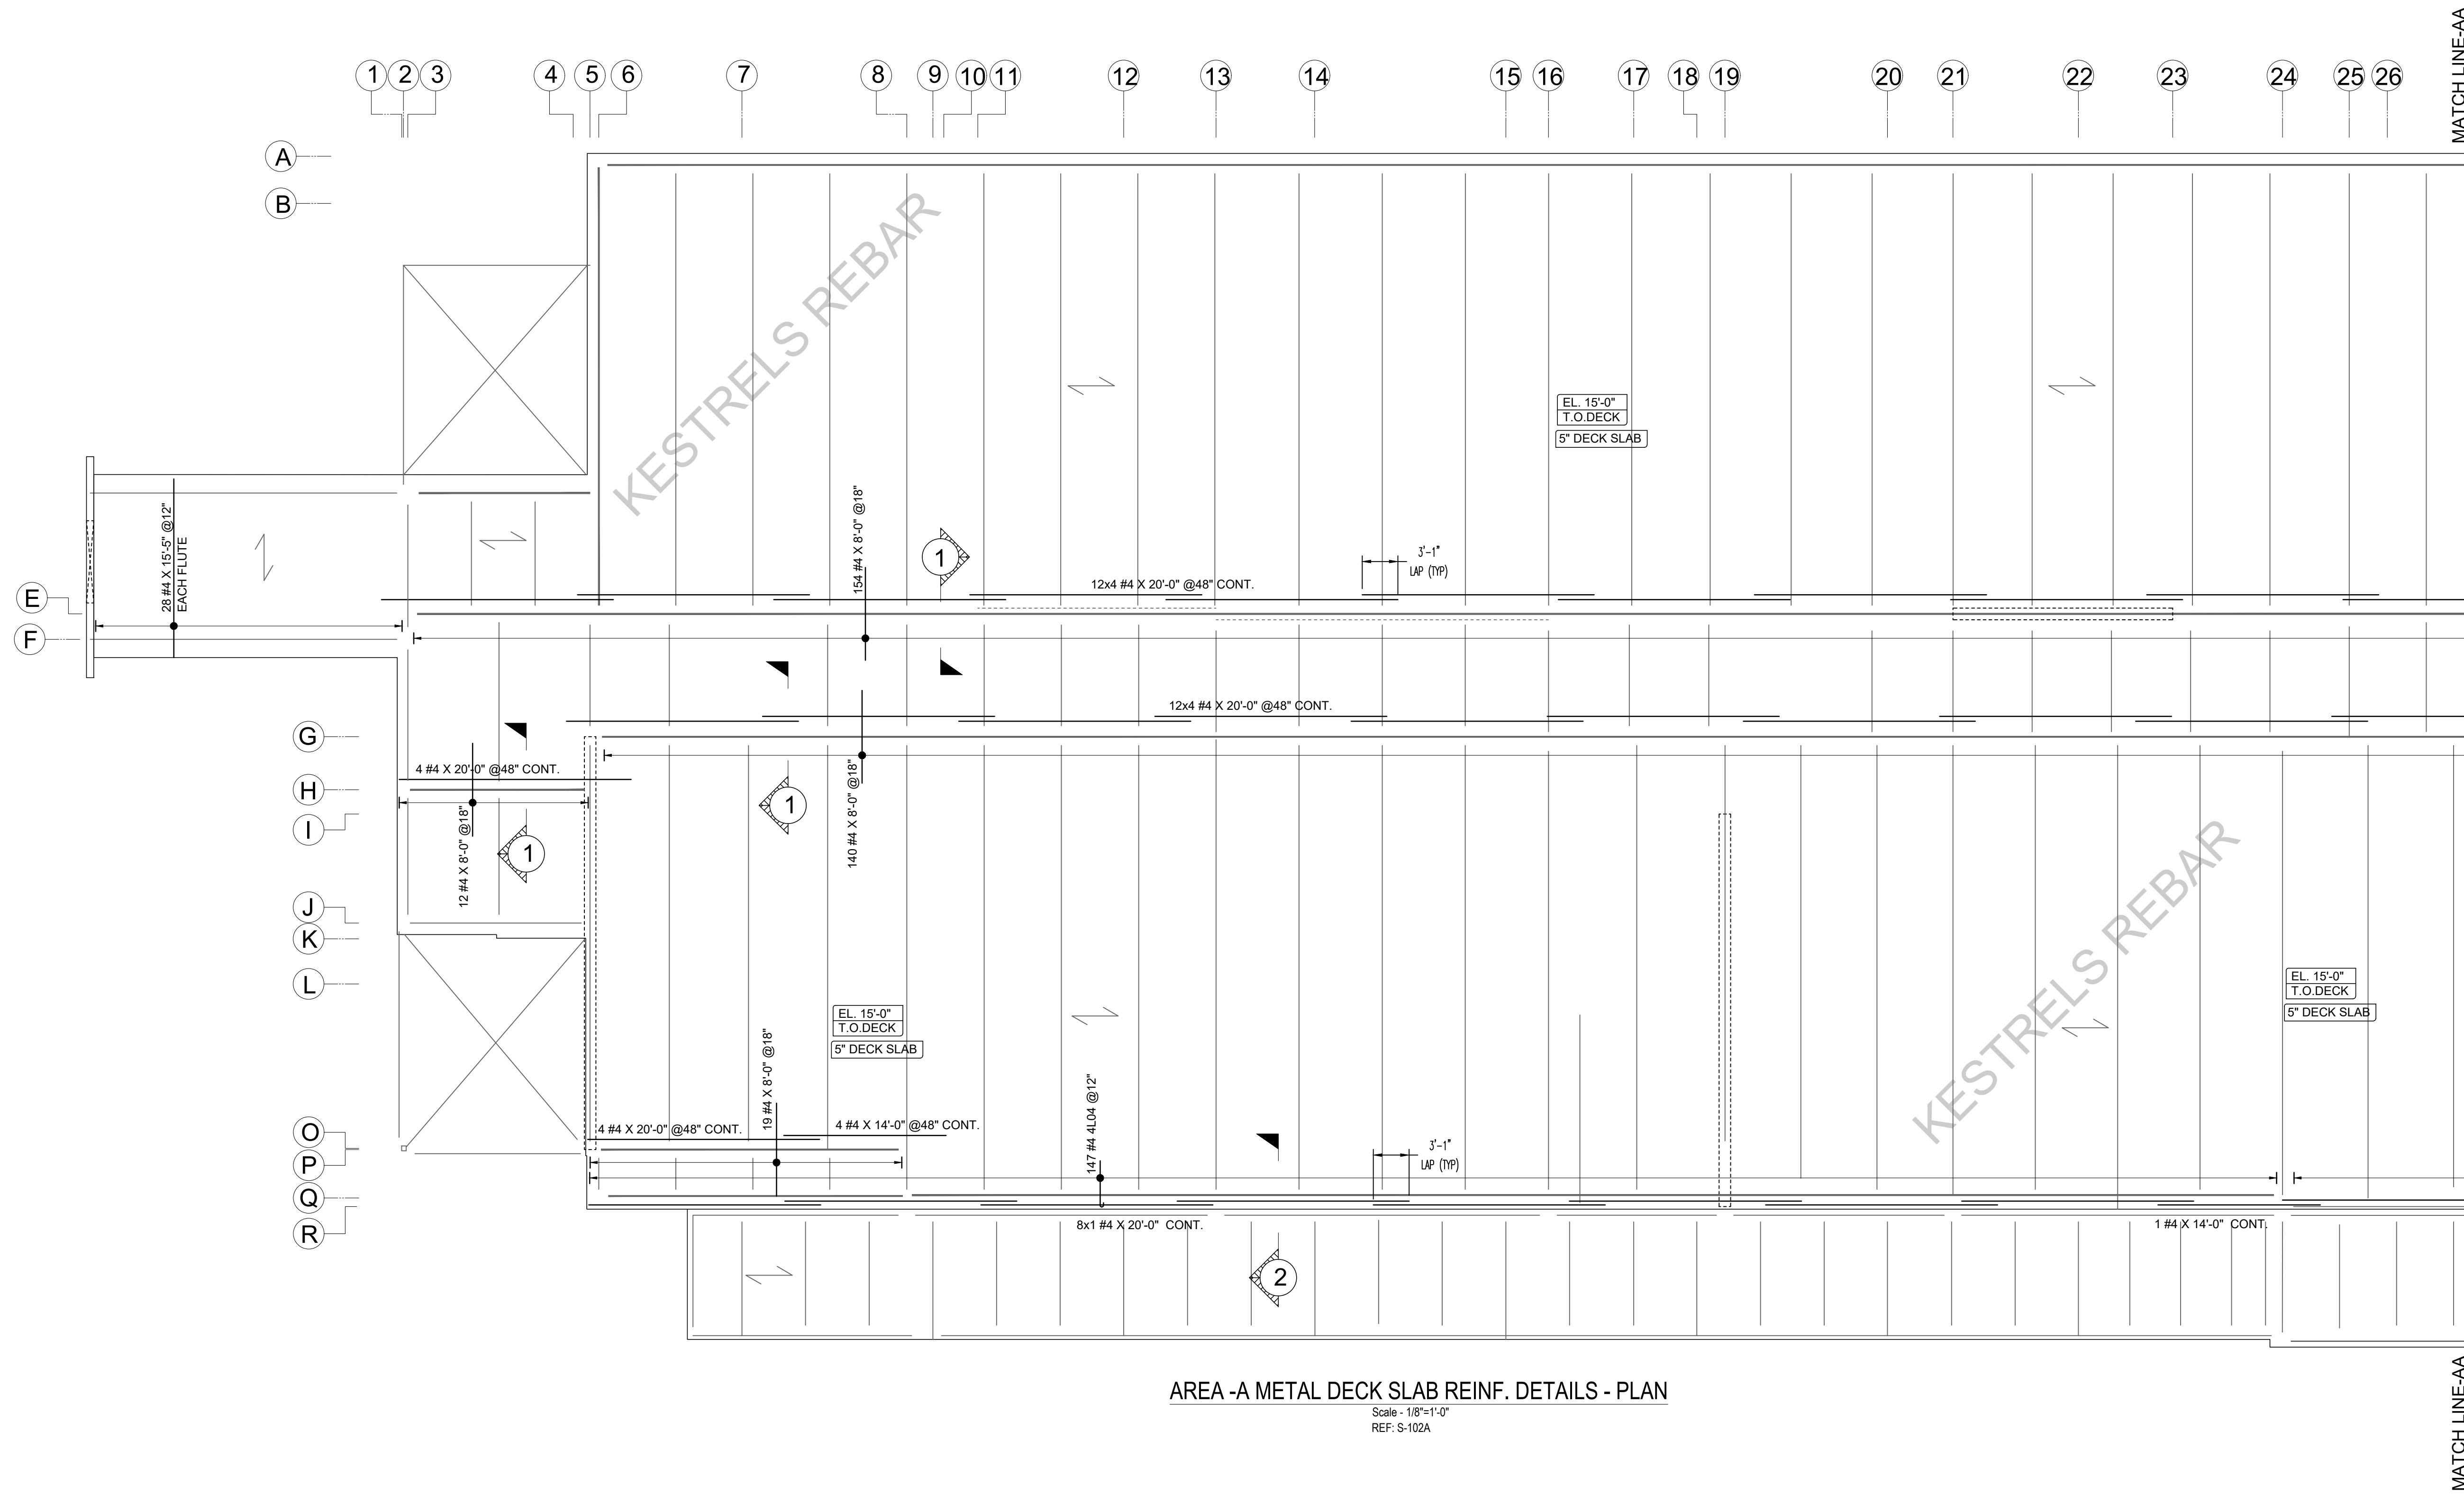 MATCH LINE-AA
1 2 3 4 5 6 7 8 9 10 11 12 13 14 15 16 17 18 19 20 21 22 23 24 25 26
A
B
KESTRELS REBAR
EL. 15'-0"
T.O.DECK
5" DECK SLAB
28 #4 X 15'-5" @12"
EACH FLUTE
154 #4 X 8'-0" @18"
1
3'-1"
LAP (TYP)
12x4 #4 X 20'-0" @48" CONT.
E
F
12x4 #4 X 20'-0" @48" CONT.
G
4 #4 X 20'-0" @48" CONT.
H
I
12 #4 X 8'-0" @18"
1
1
140 #4 X 8'-0" @18"
J
K
L
KESTRELS REBAR
EL. 15'-0"
T.O.DECK
5" DECK SLAB
EL. 15'-0"
T.O.DECK
5" DECK SLAB
19 #4 X 8'-0" @18"
147 #4 4L04 @12"
4 #4 X 20'-0" @48" CONT.
4 #4 X 14'-0" @48" CONT.
3'-1"
LAP (TYP)
O
P
Q
R
8x1 #4 X 20'-0" CONT.
1 #4 X 14'-0" CONT.
2
AREA -A METAL DECK SLAB REINF. DETAILS - PLAN
Scale - 1/8"=1'-0"
REF: S-102A
MATCH LINE-AA